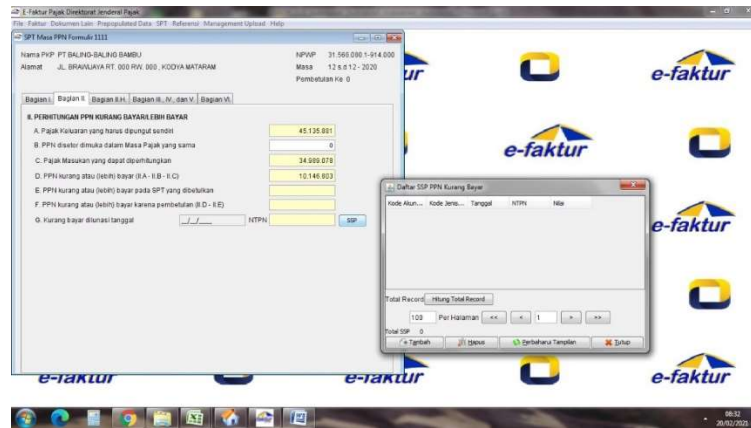 E-Faktur Pajak Direktorat Jenderal Pajak
File Faktur Dokumen Lain Prepopulated Data SPT Referensi Management Upload Help
SPT Masa PPN Formulir 1111
Nama PKP PT BALING-BALING BAMBU
NPWP 31.560.000.1-914.000
Alamat JL. BRAWIJAYA RT. 000 RW. 000 , KODYA MATARAM
Masa 12 s.d 12 - 2020
Pembetulan Ke 0
Bagian I. Bagian II. Bagian II.H. Bagian III., IV., dan V. Bagian VI.
II. PERHITUNGAN PPN KURANG BAYAR/LEBIH BAYAR
A. Pajak Keluaran yang harus dipungut sendiri 45.135.881
B. PPN disetor dimuka dalam Masa Pajak yang sama 0
C. Pajak Masukan yang dapat diperhitungkan 34.989.078
D. PPN kurang atau (lebih) bayar (II.A - II.B - II.C) 10.146.803
E. PPN kurang atau (lebih) bayar pada SPT yang dibetulkan
F. PPN kurang atau (lebih) bayar karena pembetulan (II.D - II.E)
G. Kurang bayar dilunasi tanggal __/__/____ NTPN SSP
Daftar SSP PPN Kurang Bayar
Kode Akun... Kode Jenis... Tanggal NTPN Nilai
Total Record Hitung Total Record
100 Per Halaman << < 1 > >>
Total SSP 0
Tambah Hapus Perbaharui Tampilan Tutup
ur
e-faktur
e-faktur
e-faktur
e-faktur
e-faktur
e-faktur
08:32
20/02/2021